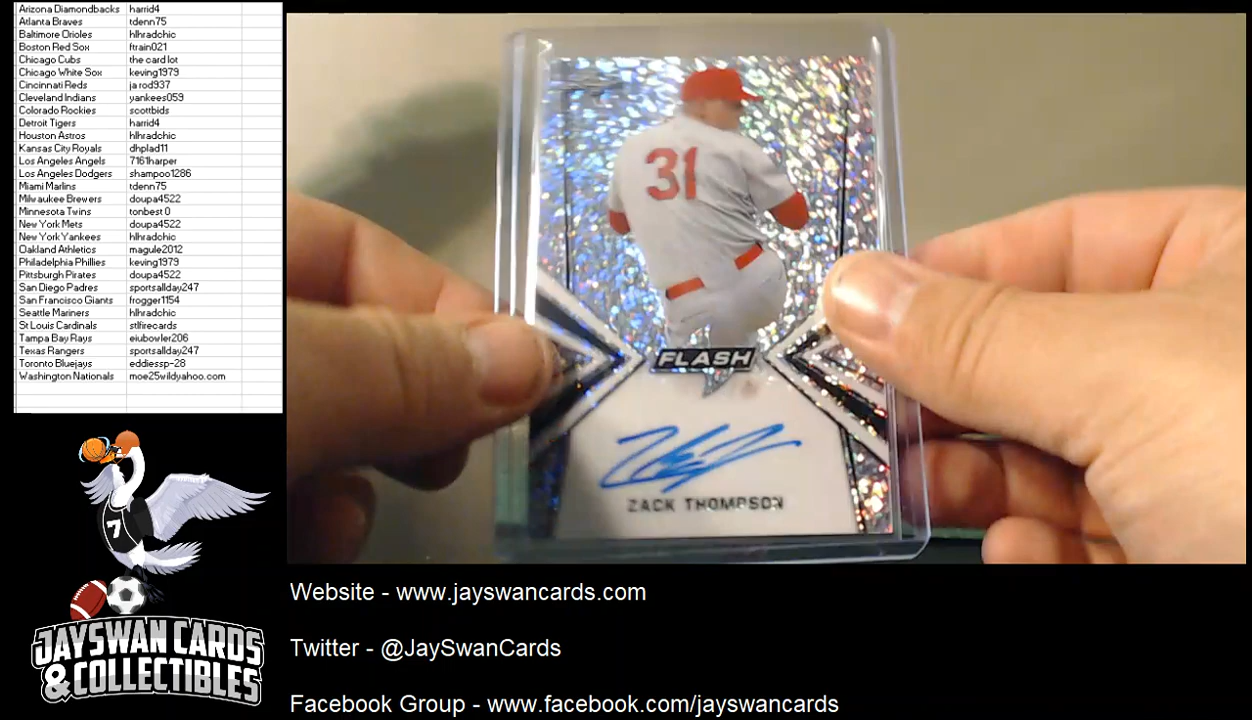 Arizona Diamondbacks harrid4
Atlanta Braves tdenn75
Baltimore Orioles hlhradchic
Boston Red Sox ftrain021
Chicago Cubs the card lot
Chicago White Sox keving1979
Cincinnati Reds ja rod937
Cleveland Indians yankees059
Colorado Rockies scottbids
Detroit Tigers harrid4
Houston Astros hlhradchic
Kansas City Royals dhplad11
Los Angeles Angels 7161harper
Los Angeles Dodgers shampoo1286
Miami Marlins tdenn75
Milwaukee Brewers doupa4522
Minnesota Twins tonbest 0
New York Mets doupa4522
New York Yankees hlhradchic
Oakland Athletics magule2012
Philadelphia Phillies keving1979
Pittsburgh Pirates doupa4522
San Diego Padres sportsallday247
San Francisco Giants frogger1154
Seattle Mariners hlhradchic
St Louis Cardinals stlfirecards
Tampa Bay Rays eiubowler206
Texas Rangers sportsallday247
Toronto Bluejays eddiessp-28
Washington Nationals moe25wildyahoo.com
31
FLASH
ZACK THOMPSON
7
JAYSWAN CARDS
& COLLECTIBLES
Website - www.jayswancards.com
Twitter - @JaySwanCards
Facebook Group - www.facebook.com/jayswancards